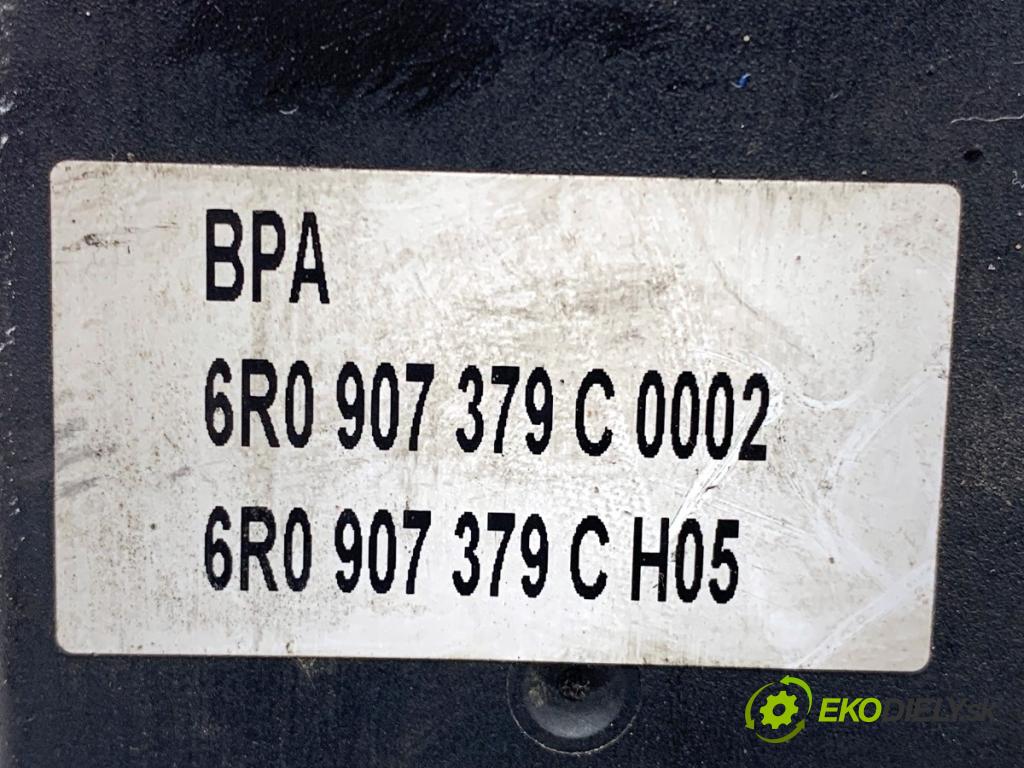 BPA
6R0 907 379 C 0002
6R0 907 379 C H05
EKODIELY.SK